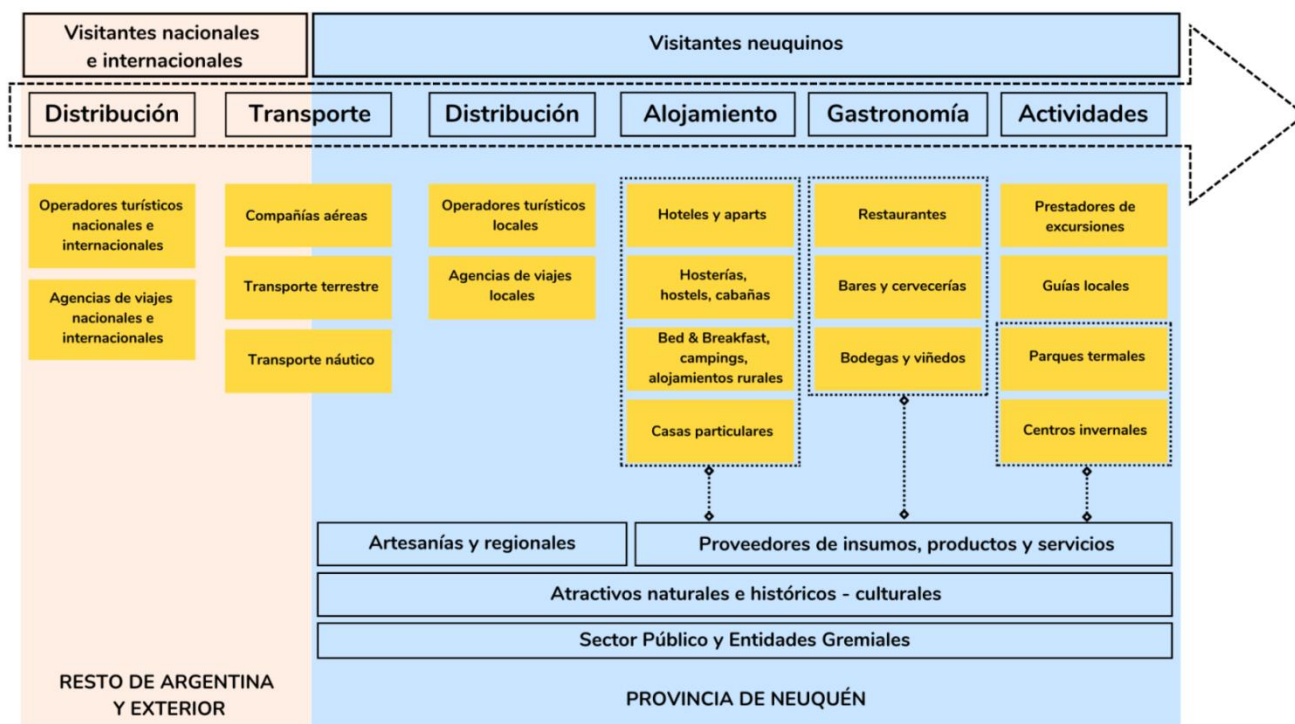 Visitantes nacionales
e internacionales
Visitantes neuquinos
Distribución
Transporte
Distribución
Alojamiento
Gastronomía
Actividades
Operadores turísticos
nacionales e
internacionales
Agencias de viajes
nacionales e
internacionales
Compañías aéreas
Transporte terrestre
Transporte náutico
Operadores turísticos
locales
Agencias de viajes
locales
Hoteles y aparts
Hosterías,
hostels, cabañas
Bed & Breakfast,
campings,
alojamientos rurales
Casas particulares
Restaurantes
Bares y cervecerías
Bodegas y viñedos
Prestadores de
excursiones
Guías locales
Parques termales
Centros invernales
Artesanías y regionales
Proveedores de insumos, productos y servicios
Atractivos naturales e históricos - culturales
Sector Público y Entidades Gremiales
RESTO DE ARGENTINA
Y EXTERIOR
PROVINCIA DE NEUQUÉN